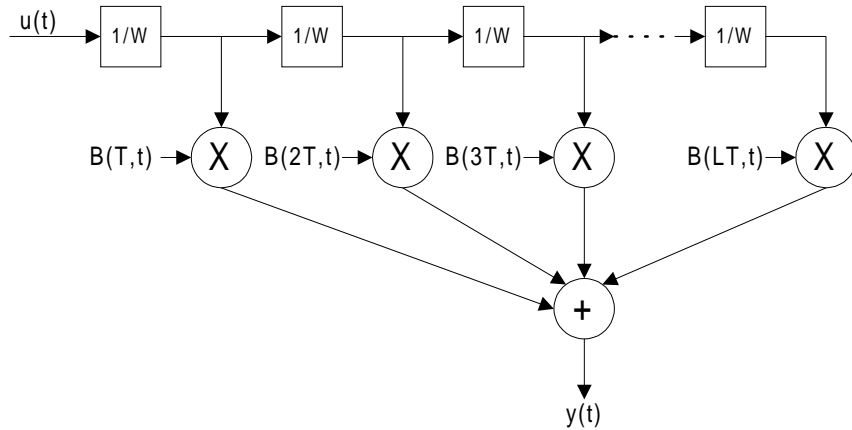 u(t)
1/W 1/W 1/W 1/W
B(T,t) X B(2T,t) X B(3T,t) X B(LT,t) X
+
y(t)